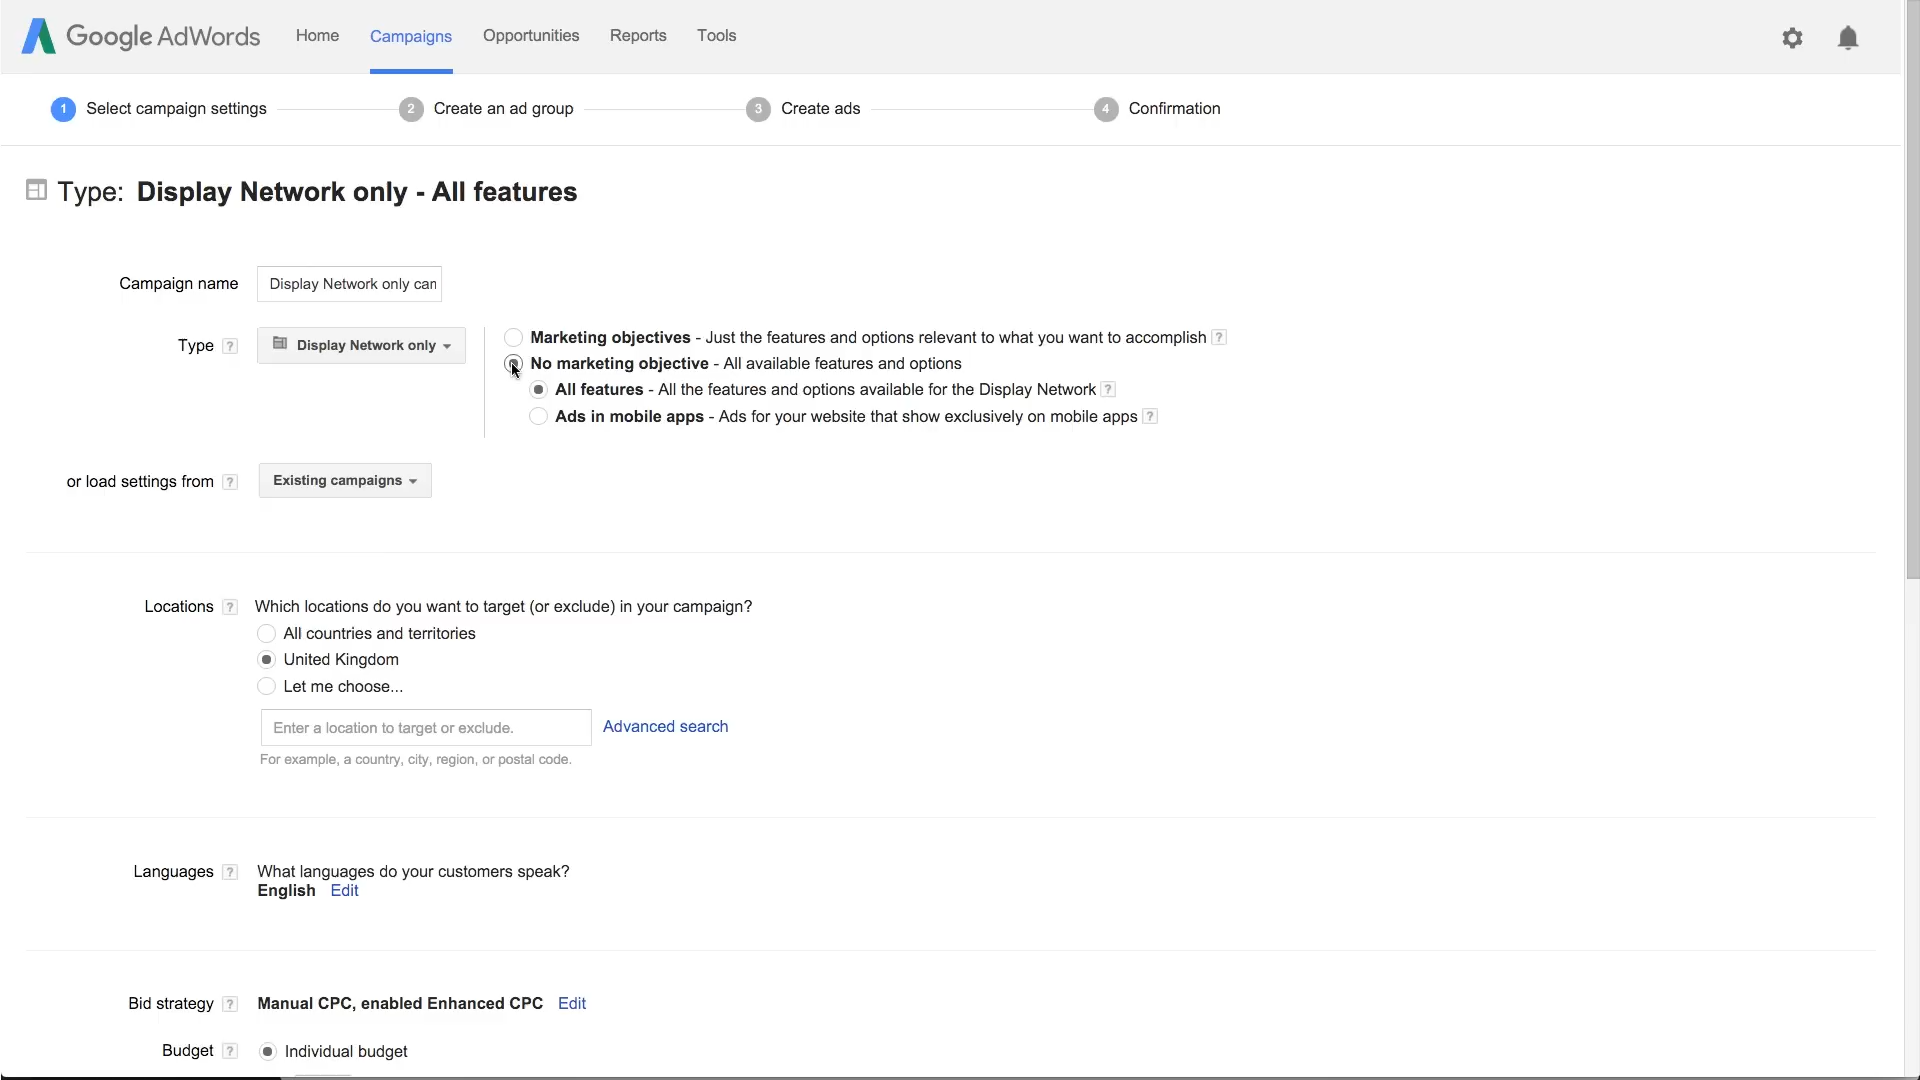 Google AdWords Home Campaigns Opportunities Reports Tools
1 Select campaign settings 2 Create an ad group 3 Create ads 4 Confirmation
Type: Display Network only - All features
Campaign name Display Network only cam
Type ? Display Network only
Marketing objectives - Just the features and options relevant to what you want to accomplish ?
No marketing objective - All available features and options
All features - All the features and options available for the Display Network ?
Ads in mobile apps - Ads for your website that show exclusively on mobile apps ?
or load settings from ? Existing campaigns
Locations ? Which locations do you want to target (or exclude) in your campaign?
All countries and territories
United Kingdom
Let me choose...
Enter a location to target or exclude. Advanced search
For example, a country, city, region, or postal code.
Languages ? What languages do your customers speak?
English Edit
Bid strategy ? Manual CPC, enabled Enhanced CPC Edit
Budget ? Individual budget